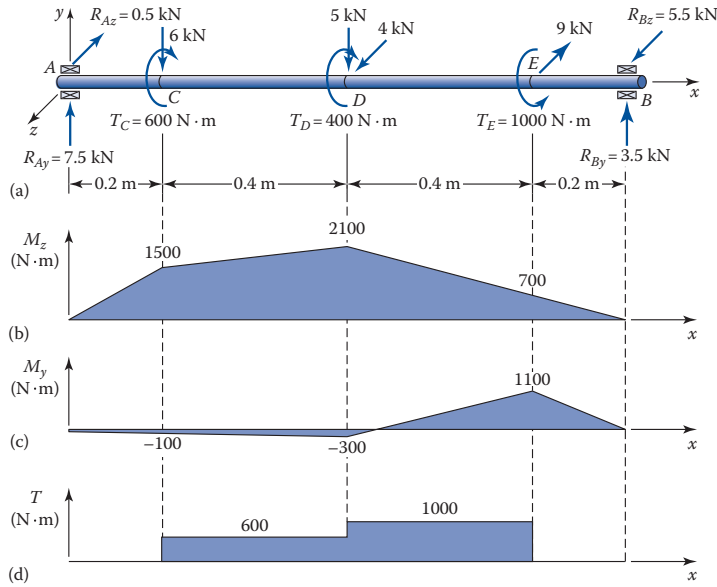 y
R_Az = 0.5 kN
6 kN
5 kN
4 kN
9 kN
R_Bz = 5.5 kN
A
E
C
D
B
x
z
T_C = 600 N · m
T_D = 400 N · m
T_E = 1000 N · m
R_Ay = 7.5 kN
R_By = 3.5 kN
(a)
0.2 m
0.4 m
0.4 m
0.2 m
M_z
(N·m)
1500
2100
700
(b)
x
M_y
(N·m)
1100
(c)
−100
−300
x
T
(N·m)
600
1000
(d)
x